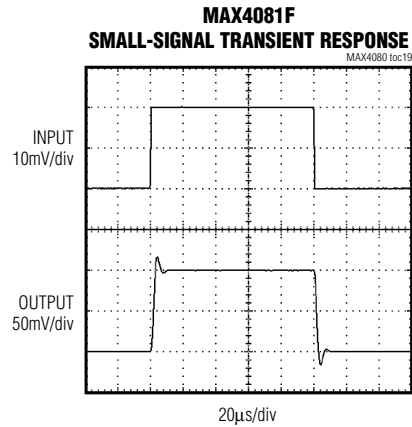 MAX4081F
SMALL-SIGNAL TRANSIENT RESPONSE
MAX4080 toc19
INPUT
10mV/div
OUTPUT
50mV/div
20μs/div